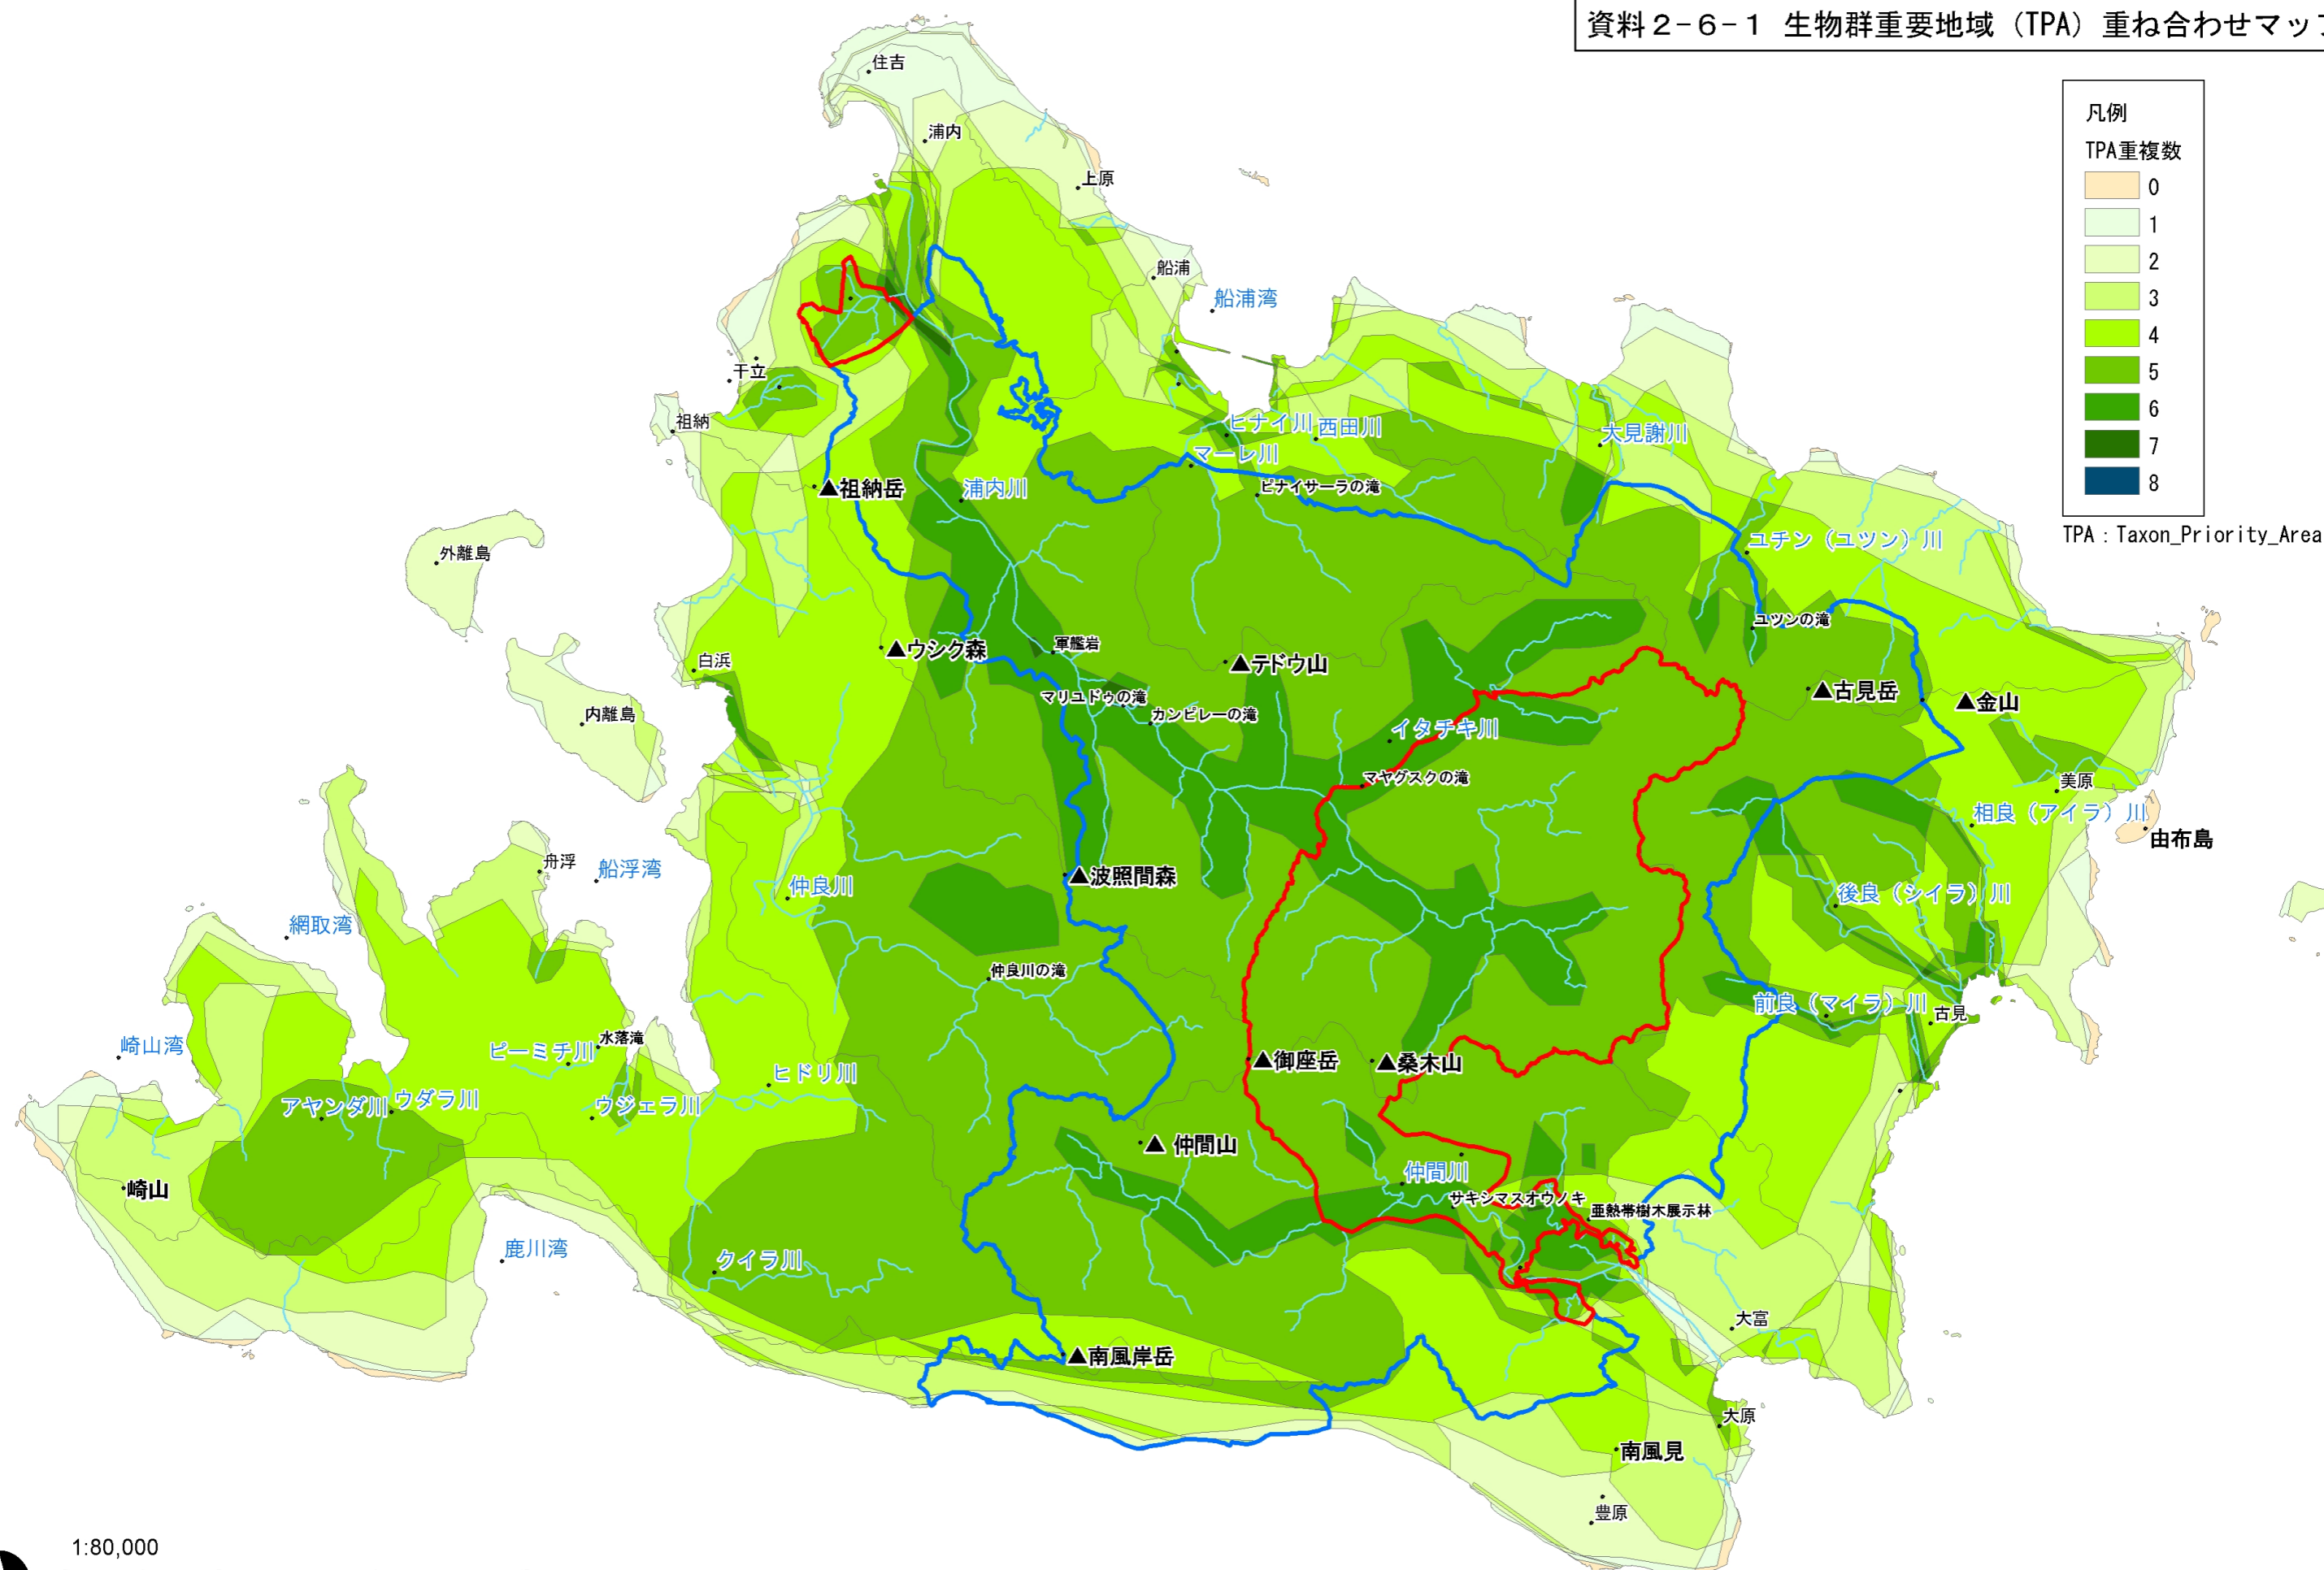 資料2-6-1 生物群重要地域（TPA）重ね合わせマップ
凡例
TPA重複数
0
1
2
3
4
5
6
7
8
TPA：Taxon_Priority_Area
住吉
浦内
上原
船浦
船浦湾
干立
祖納
ヒナイ川
西田川
大見謝川
マーレ川
▲祖納岳
浦内川
ピナイサーラの滝
ユチン（ユツン）川
外離島
ユツンの滝
▲ウシク森
軍艦岩
白浜
▲テドウ山
▲古見岳
▲金山
マリユドゥの滝
カンピレーの滝
内離島
イタチキ川
マヤグスクの滝
美原
相良（アイラ）川
由布島
舟浮
船浮湾
仲良川
▲波照間森
後良（シイラ）川
網取湾
仲良川の滝
前良（マイラ）川
古見
崎山湾
ピーミチ川
水落滝
▲御座岳
▲桑木山
ヒドリ川
アヤンダ川
ウダラ川
ウジェラ川
▲ 仲間山
仲間川
崎山
サキシマスオウノキ
亜熱帯樹木展示林
鹿川湾
クイラ川
大富
▲南風岸岳
大原
南風見
豊原
1:80,000